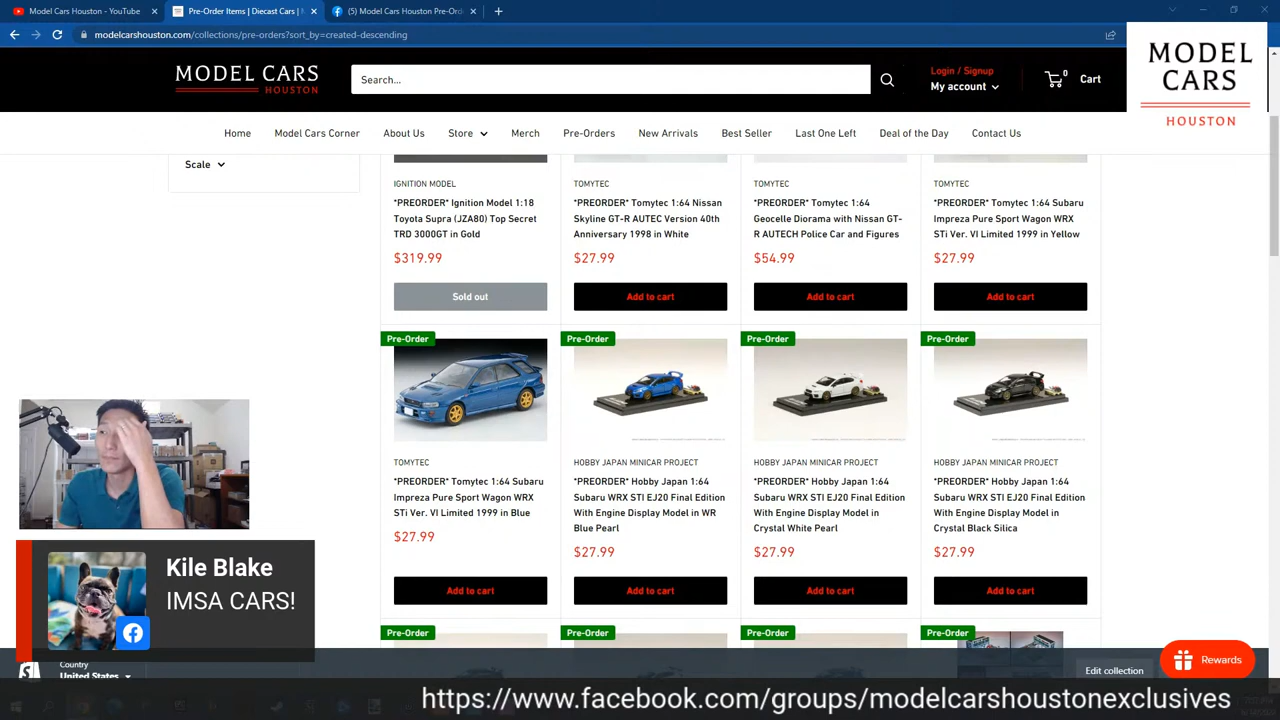 Model Cars Houston - YouTube
Pre-Order Items | Diecast Cars |
(5) Model Cars Houston Pre-Or
modelcarshouston.com/collections/pre-orders?sort_by=created-descending
MODEL CARS
HOUSTON
Search...
Login / Signup
My account
0
Cart
MODEL
CARS
HOUSTON
Home
Model Cars Corner
About Us
Store
Merch
Pre-Orders
New Arrivals
Best Seller
Last One Left
Deal of the Day
Contact Us
Scale
IGNITION MODEL
*PREORDER* Ignition Model 1:18
Toyota Supra (JZA80) Top Secret
TRD 3000GT in Gold
$319.99
Sold out
TOMYTEC
*PREORDER* Tomytec 1:64 Nissan
Skyline GT-R AUTEC Version 40th
Anniversary 1998 in White
$27.99
Add to cart
TOMYTEC
*PREORDER* Tomytec 1:64
Geocelle Diorama with Nissan GT-
R AUTECH Police Car and Figures
$54.99
Add to cart
TOMYTEC
*PREORDER* Tomytec 1:64 Subaru
Impreza Pure Sport Wagon WRX
STi Ver. VI Limited 1999 in Yellow
$27.99
Add to cart
Pre-Order
TOMYTEC
*PREORDER* Tomytec 1:64 Subaru
Impreza Pure Sport Wagon WRX
STi Ver. VI Limited 1999 in Blue
$27.99
Add to cart
Pre-Order
HOBBY JAPAN MINICAR PROJECT
*PREORDER* Hobby Japan 1:64
Subaru WRX STI EJ20 Final Edition
With Engine Display Model in WR
Blue Pearl
$27.99
Add to cart
Pre-Order
HOBBY JAPAN MINICAR PROJECT
*PREORDER* Hobby Japan 1:64
Subaru WRX STI EJ20 Final Edition
With Engine Display Model in
Crystal White Pearl
$27.99
Add to cart
Pre-Order
HOBBY JAPAN MINICAR PROJECT
*PREORDER* Hobby Japan 1:64
Subaru WRX STI EJ20 Final Edition
With Engine Display Model in
Crystal Black Silica
$27.99
Add to cart
Pre-Order
Pre-Order
Pre-Order
Pre-Order
Kile Blake
IMSA CARS!
Country
United States
Edit collection
Rewards
https://www.facebook.com/groups/modelcarshoustonexclusives